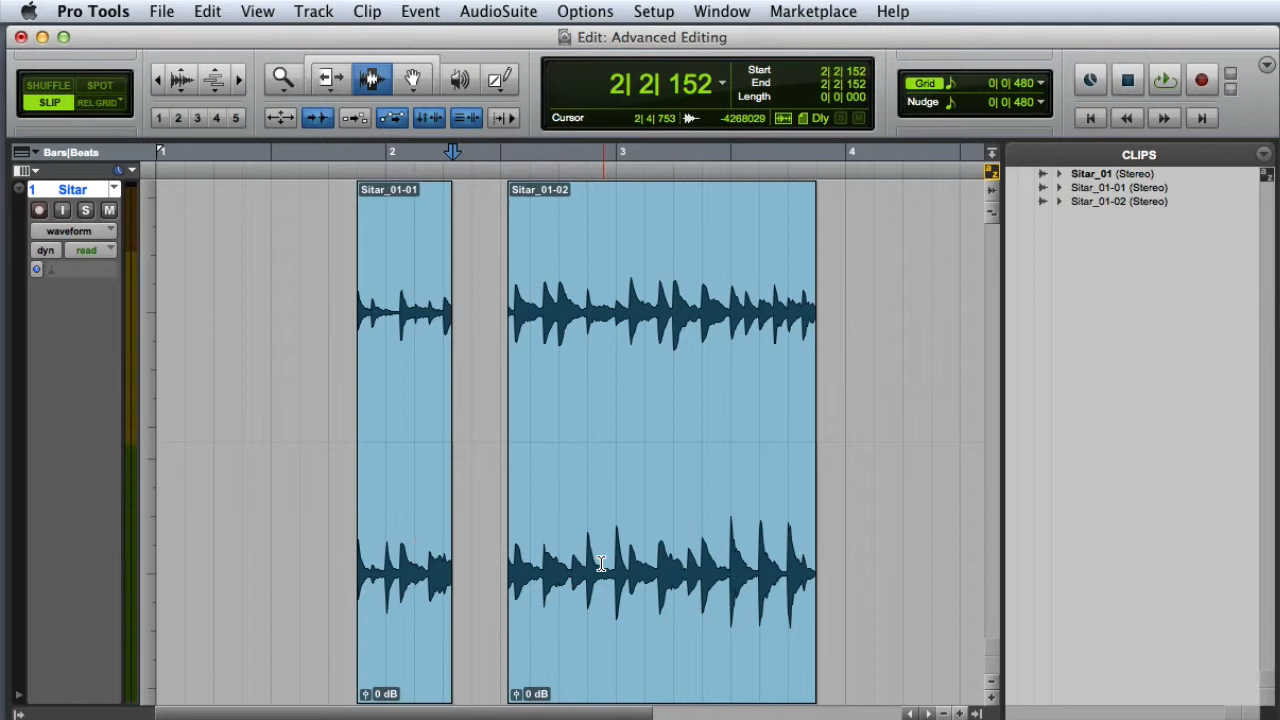 Pro Tools File Edit View Track Clip Event AudioSuite Options Setup Window Marketplace Help
Edit: Advanced Editing
SHUFFLE SPOT
SLIP REL GRID
1 2 3 4 5
2| 2| 152
Start 2| 2| 152
End 2| 2| 152
Length 0| 0| 000
Cursor 2| 4| 753 -4268029 Dly S M
Grid 0| 0| 480
Nudge 0| 0| 480
Bars|Beats
1 2 3 4
CLIPS
a z
a z
Sitar_01 (Stereo)
Sitar_01-01 (Stereo)
Sitar_01-02 (Stereo)
1 Sitar
I S M
waveform
dyn read
Sitar_01-01
Sitar_01-02
0 dB
0 dB